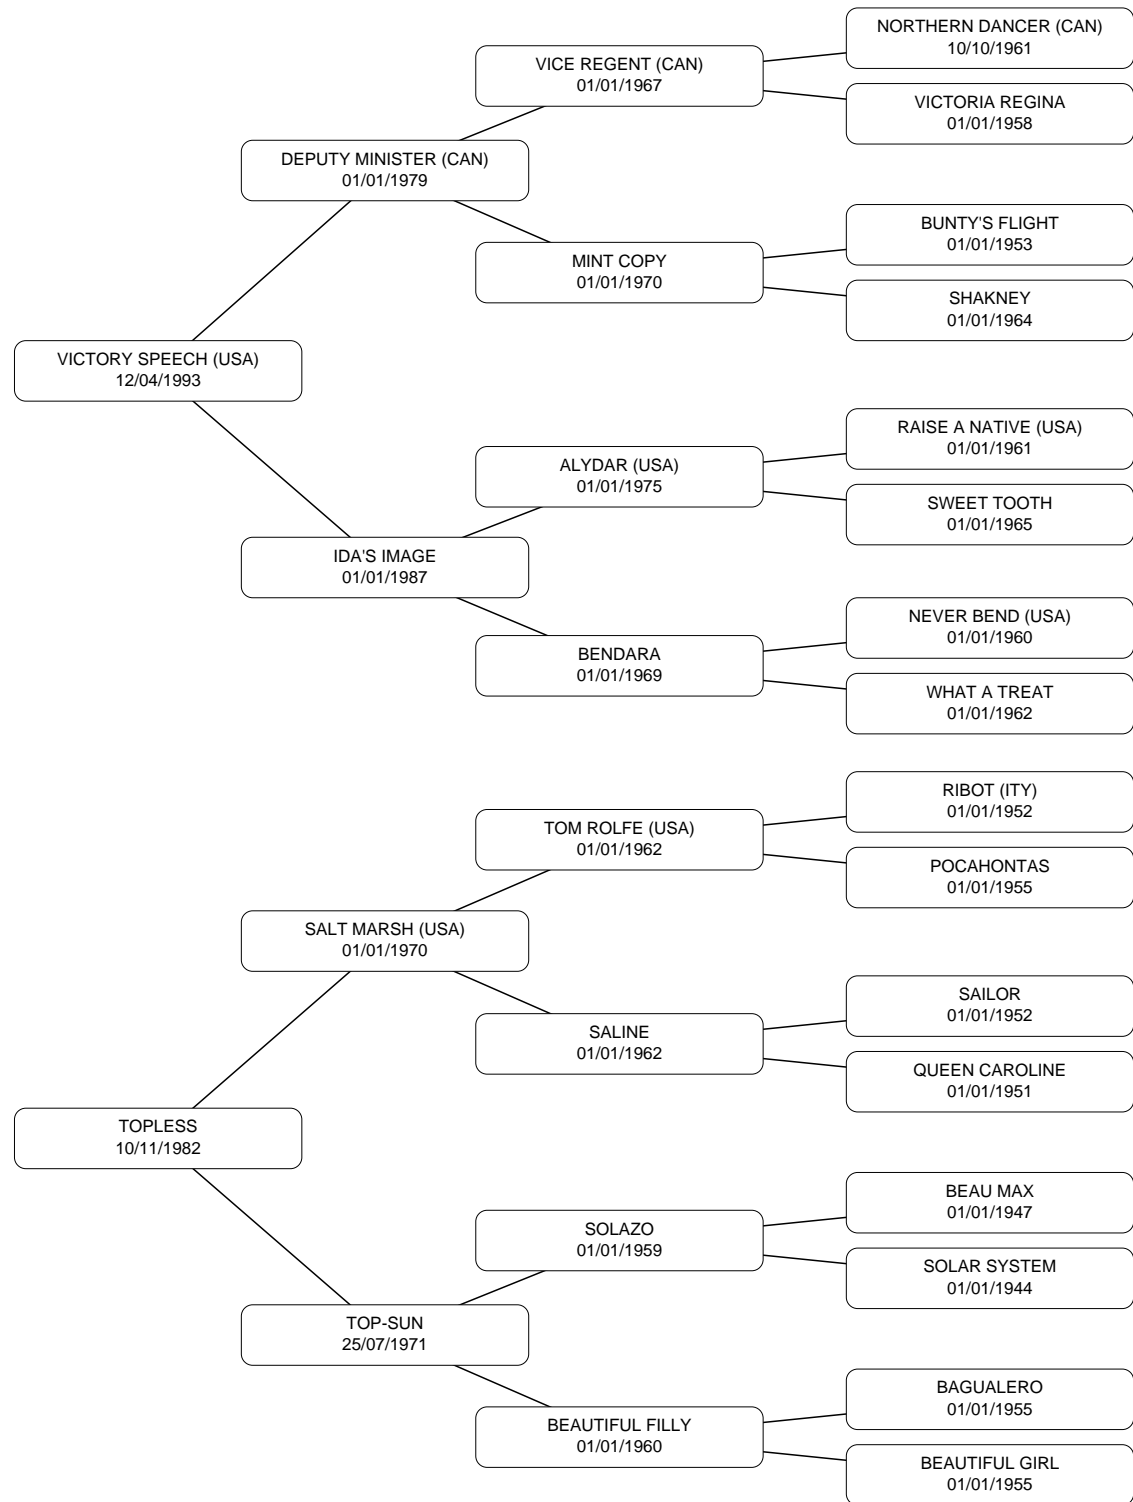 NORTHERN DANCER (CAN)
10/10/1961
VICE REGENT (CAN)
01/01/1967
VICTORIA REGINA
01/01/1958
DEPUTY MINISTER (CAN)
01/01/1979
BUNTY'S FLIGHT
01/01/1953
MINT COPY
01/01/1970
SHAKNEY
01/01/1964
VICTORY SPEECH (USA)
12/04/1993
RAISE A NATIVE (USA)
01/01/1961
ALYDAR (USA)
01/01/1975
SWEET TOOTH
01/01/1965
IDA'S IMAGE
01/01/1987
NEVER BEND (USA)
01/01/1960
BENDARA
01/01/1969
WHAT A TREAT
01/01/1962
RIBOT (ITY)
01/01/1952
TOM ROLFE (USA)
01/01/1962
POCAHONTAS
01/01/1955
SALT MARSH (USA)
01/01/1970
SAILOR
01/01/1952
SALINE
01/01/1962
QUEEN CAROLINE
01/01/1951
TOPLESS
10/11/1982
BEAU MAX
01/01/1947
SOLAZO
01/01/1959
SOLAR SYSTEM
01/01/1944
TOP-SUN
25/07/1971
BAGUALERO
01/01/1955
BEAUTIFUL FILLY
01/01/1960
BEAUTIFUL GIRL
01/01/1955